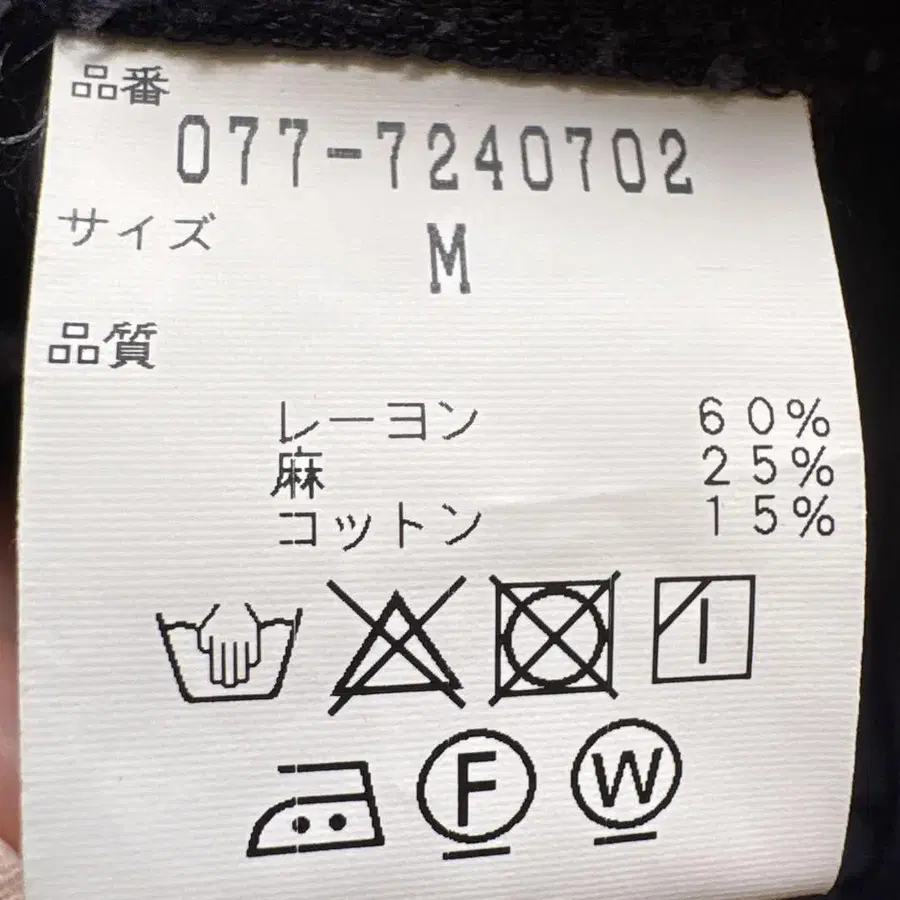 品番
077-7240702
サイズ
M
品質
レーヨン 60%
麻 25%
コットン 15%
F W